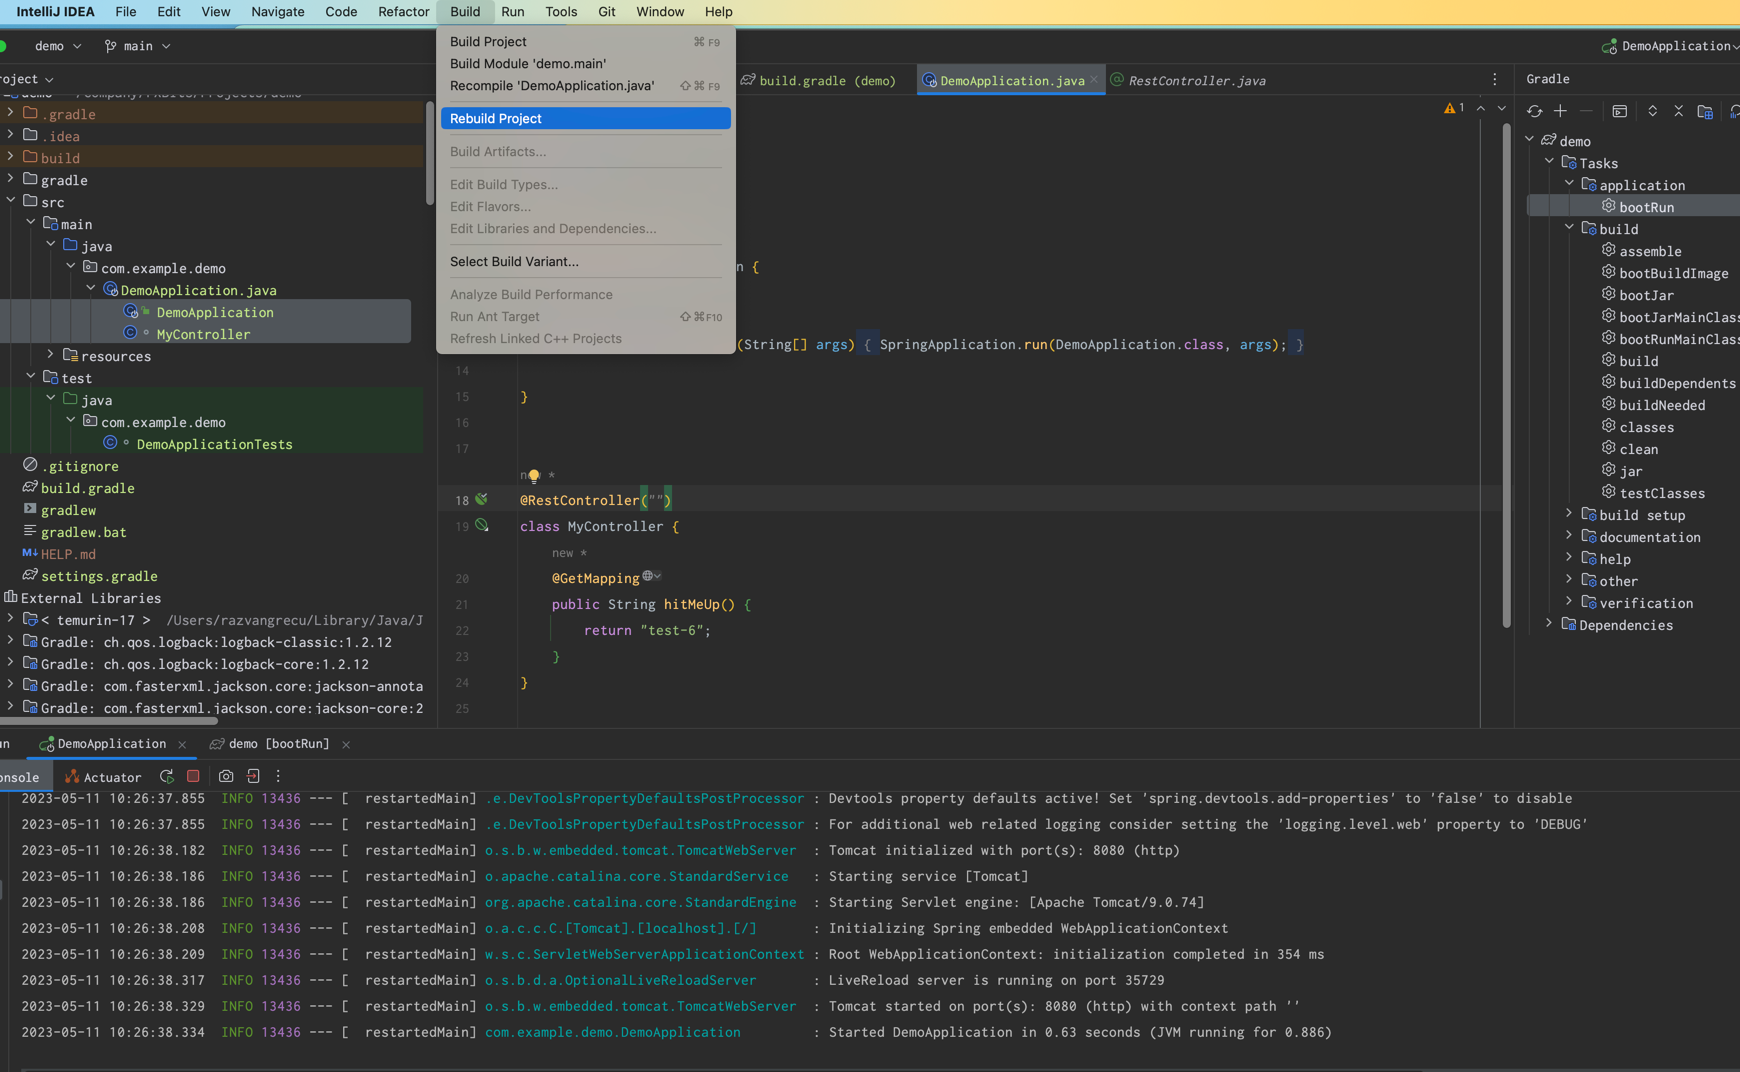 IntelliJ IDEA File Edit View Navigate Code Refactor Build Run Tools Git Window Help
demo main DemoApplication
roject
Build Project ⌘ F9
Build Module 'demo.main'
Recompile 'DemoApplication.java' ⇧⌘ F9
Rebuild Project
Build Artifacts...
Edit Build Types...
Edit Flavors...
Edit Libraries and Dependencies...
Select Build Variant...
Analyze Build Performance
Run Ant Target ⇧⌘F10
Refresh Linked C++ Projects
.gradle
.idea
build
gradle
src
main
java
com.example.demo
DemoApplication.java
DemoApplication
MyController
resources
test
java
com.example.demo
DemoApplicationTests
.gitignore
build.gradle
gradlew
gradlew.bat
M↓ HELP.md
settings.gradle
External Libraries
< temurin-17 > /Users/razvangrecu/Library/Java/J
Gradle: ch.qos.logback:logback-classic:1.2.12
Gradle: ch.qos.logback:logback-core:1.2.12
Gradle: com.fasterxml.jackson.core:jackson-annota
Gradle: com.fasterxml.jackson.core:jackson-core:2
build.gradle (demo) DemoApplication.java RestController.java
1
n {
(String[] args) { SpringApplication.run(DemoApplication.class, args); }
14
15 }
16
17
new *
18 @RestController("")
19 class MyController {
new *
20 @GetMapping
21 public String hitMeUp() {
22 return "test-6";
23 }
24 }
25
Gradle
demo
Tasks
application
bootRun
build
assemble
bootBuildImage
bootJar
bootJarMainClass
bootRunMainClass
build
buildDependents
buildNeeded
classes
clean
jar
testClasses
build setup
documentation
help
other
verification
Dependencies
un DemoApplication demo [bootRun]
onsole Actuator
2023-05-11 10:26:37.855 INFO 13436 --- [ restartedMain] .e.DevToolsPropertyDefaultsPostProcessor : Devtools property defaults active! Set 'spring.devtools.add-properties' to 'false' to disable
2023-05-11 10:26:37.855 INFO 13436 --- [ restartedMain] .e.DevToolsPropertyDefaultsPostProcessor : For additional web related logging consider setting the 'logging.level.web' property to 'DEBUG'
2023-05-11 10:26:38.182 INFO 13436 --- [ restartedMain] o.s.b.w.embedded.tomcat.TomcatWebServer : Tomcat initialized with port(s): 8080 (http)
2023-05-11 10:26:38.186 INFO 13436 --- [ restartedMain] o.apache.catalina.core.StandardService : Starting service [Tomcat]
2023-05-11 10:26:38.186 INFO 13436 --- [ restartedMain] org.apache.catalina.core.StandardEngine : Starting Servlet engine: [Apache Tomcat/9.0.74]
2023-05-11 10:26:38.208 INFO 13436 --- [ restartedMain] o.a.c.c.C.[Tomcat].[localhost].[/] : Initializing Spring embedded WebApplicationContext
2023-05-11 10:26:38.209 INFO 13436 --- [ restartedMain] w.s.c.ServletWebServerApplicationContext : Root WebApplicationContext: initialization completed in 354 ms
2023-05-11 10:26:38.317 INFO 13436 --- [ restartedMain] o.s.b.d.a.OptionalLiveReloadServer : LiveReload server is running on port 35729
2023-05-11 10:26:38.329 INFO 13436 --- [ restartedMain] o.s.b.w.embedded.tomcat.TomcatWebServer : Tomcat started on port(s): 8080 (http) with context path ''
2023-05-11 10:26:38.334 INFO 13436 --- [ restartedMain] com.example.demo.DemoApplication : Started DemoApplication in 0.63 seconds (JVM running for 0.886)